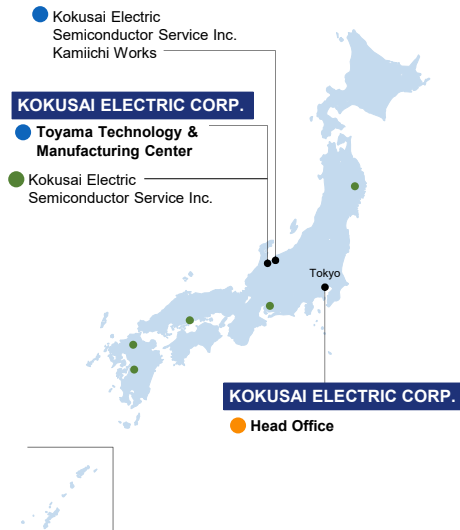 Kokusai Electric
Semiconductor Service Inc.
Kamiichi Works
KOKUSAI ELECTRIC CORP.
Toyama Technology &
Manufacturing Center
Kokusai Electric
Semiconductor Service Inc.
Tokyo
KOKUSAI ELECTRIC CORP.
Head Office